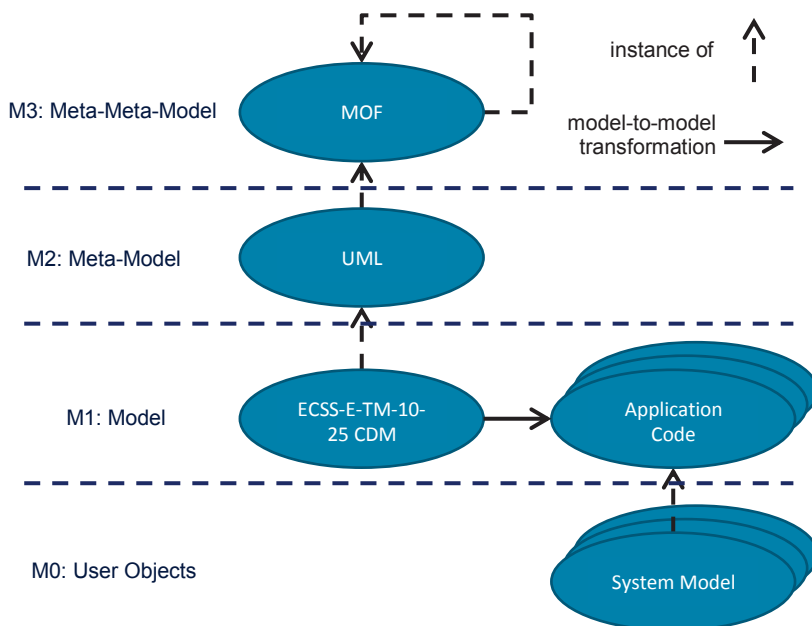 instance of
M3: Meta-Meta-Model
MOF
model-to-model
transformation
M2: Meta-Model
UML
M1: Model
ECSS-E-TM-10-
25 CDM
Application
Code
M0: User Objects
System Model